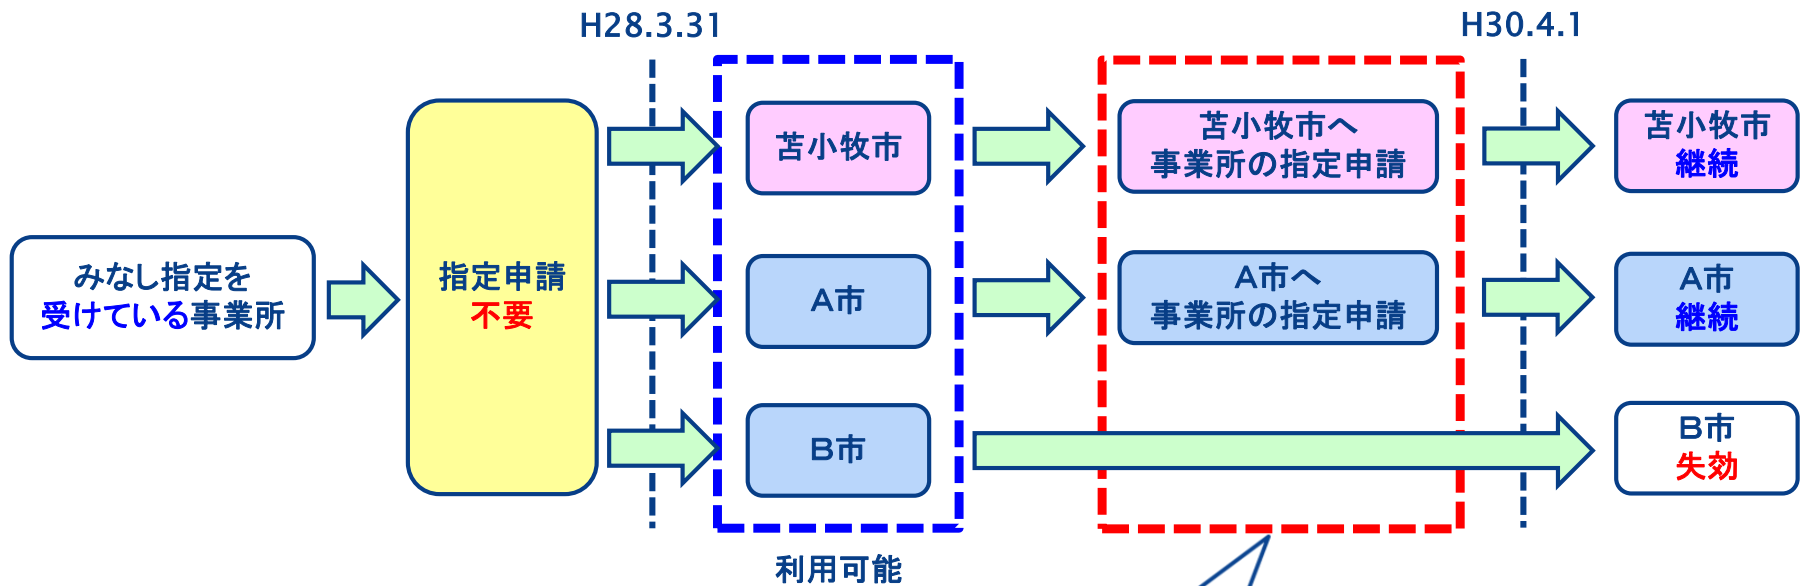 H28.3.31
H30.4.1
みなし指定を
受けている事業所
指定申請
不要
苫小牧市
苫小牧市へ
事業所の指定申請
苫小牧市
継続
A市
A市へ
事業所の指定申請
A市
継続
B市
B市
失効
利用可能